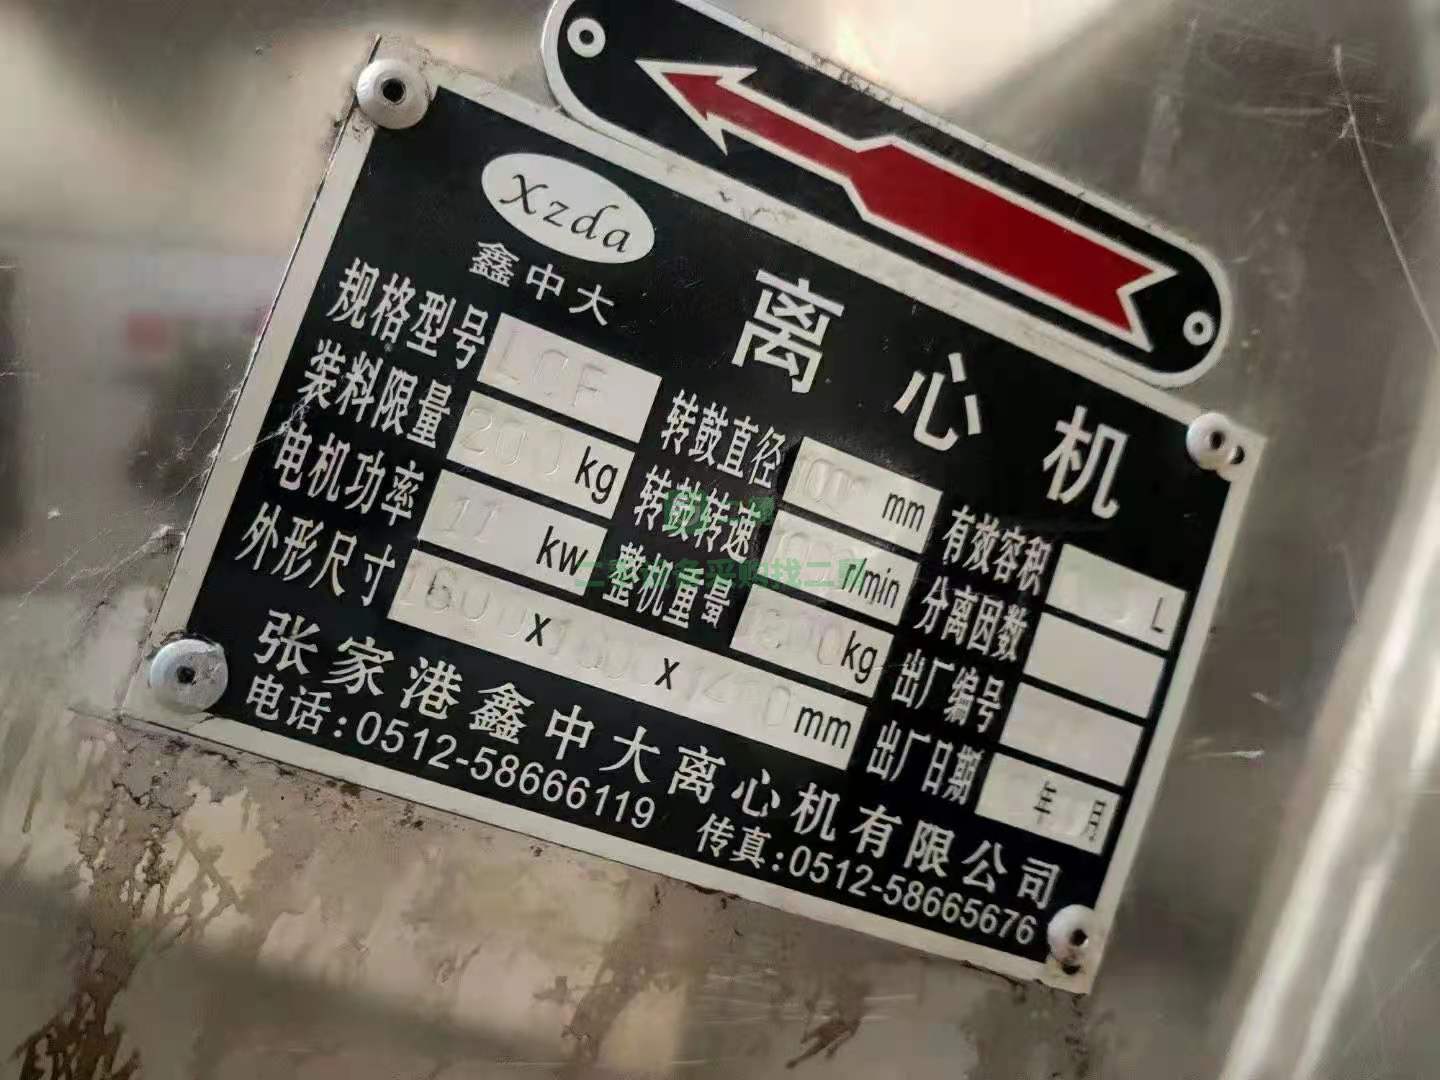 Xzda
鑫中大
离心机
规格型号 LCF
装料限量 200 kg
电机功率 11 kw
外形尺寸 1600 x x mm
转鼓直径 mm
转鼓转速 r/min
整机重量 kg
有效容积 L
分离因数
出厂编号
出厂日期 年 月
张家港鑫中大离心机有限公司
电话:0512-58666119 传真:0512-58665676